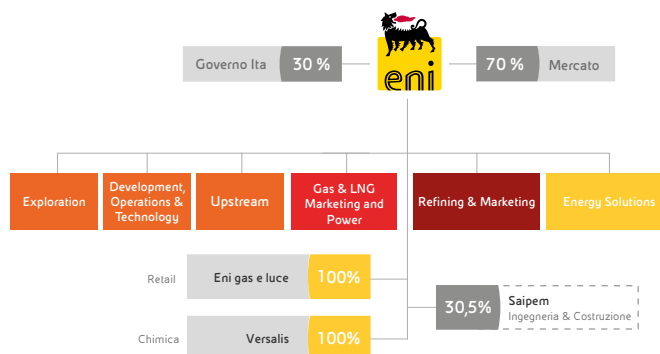 Governo Ita 30 %
eni
70 % Mercato
Exploration
Development,
Operations &
Technology
Upstream
Gas & LNG
Marketing and
Power
Refining & Marketing
Energy Solutions
Retail
Eni gas e luce 100%
30,5%
Saipem
Ingegneria & Costruzione
Chimica
Versalis 100%